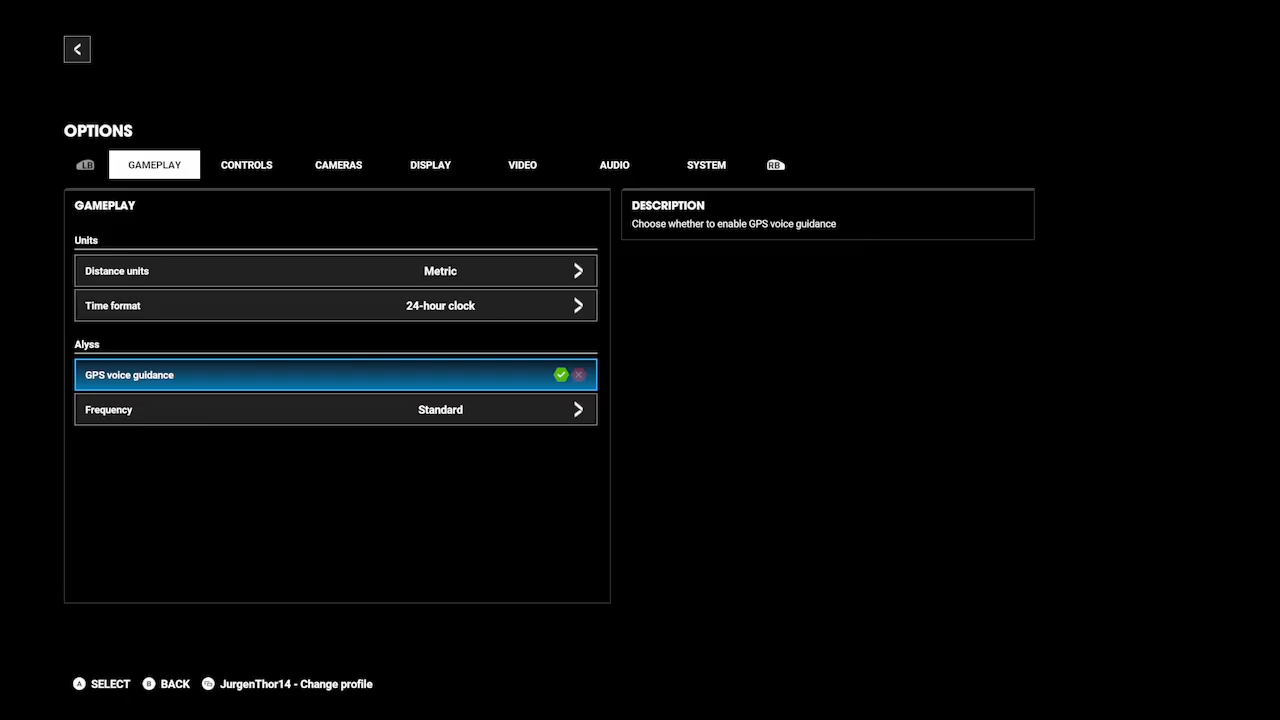 OPTIONS
LB GAMEPLAY CONTROLS CAMERAS DISPLAY VIDEO AUDIO SYSTEM RB
GAMEPLAY
Units
Distance units Metric
Time format 24-hour clock
Alyss
GPS voice guidance
Frequency Standard
DESCRIPTION
Choose whether to enable GPS voice guidance
A SELECT B BACK JurgenThor14 - Change profile